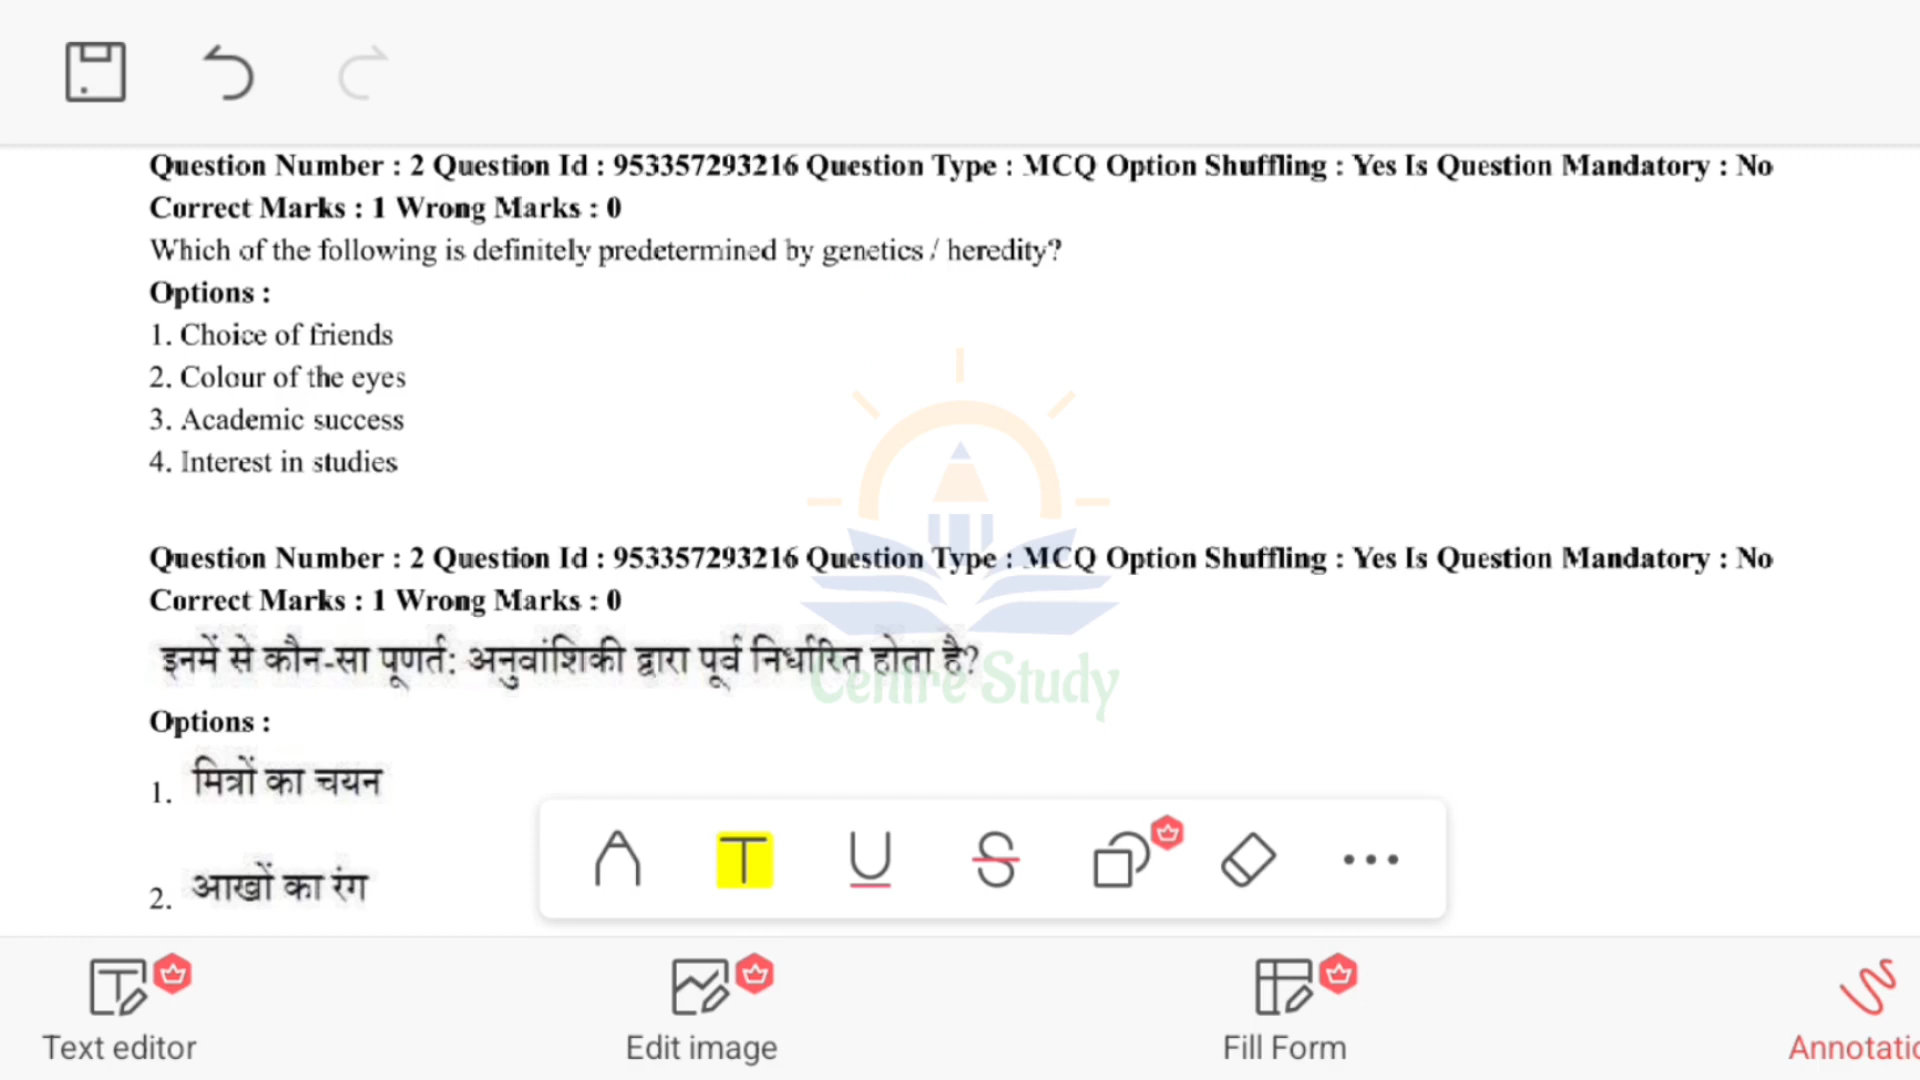 Question Number : 2 Question Id : 953357293216 Question Type : MCQ Option Shuffling : Yes Is Question Mandatory : No
Correct Marks : 1 Wrong Marks : 0
Which of the following is definitely predetermined by genetics / heredity?
Options :
1. Choice of friends
2. Colour of the eyes
3. Academic success
4. Interest in studies
Question Number : 2 Question Id : 953357293216 Question Type : MCQ Option Shuffling : Yes Is Question Mandatory : No
Correct Marks : 1 Wrong Marks : 0
इनमें से कौन-सा पूणर्त: अनुवांशिकी द्वारा पूर्व निर्धारित होता है?
Centre Study
Options :
1. मित्रों का चयन
2. आखों का रंग
Text editor
Edit image
Fill Form
Annotatio